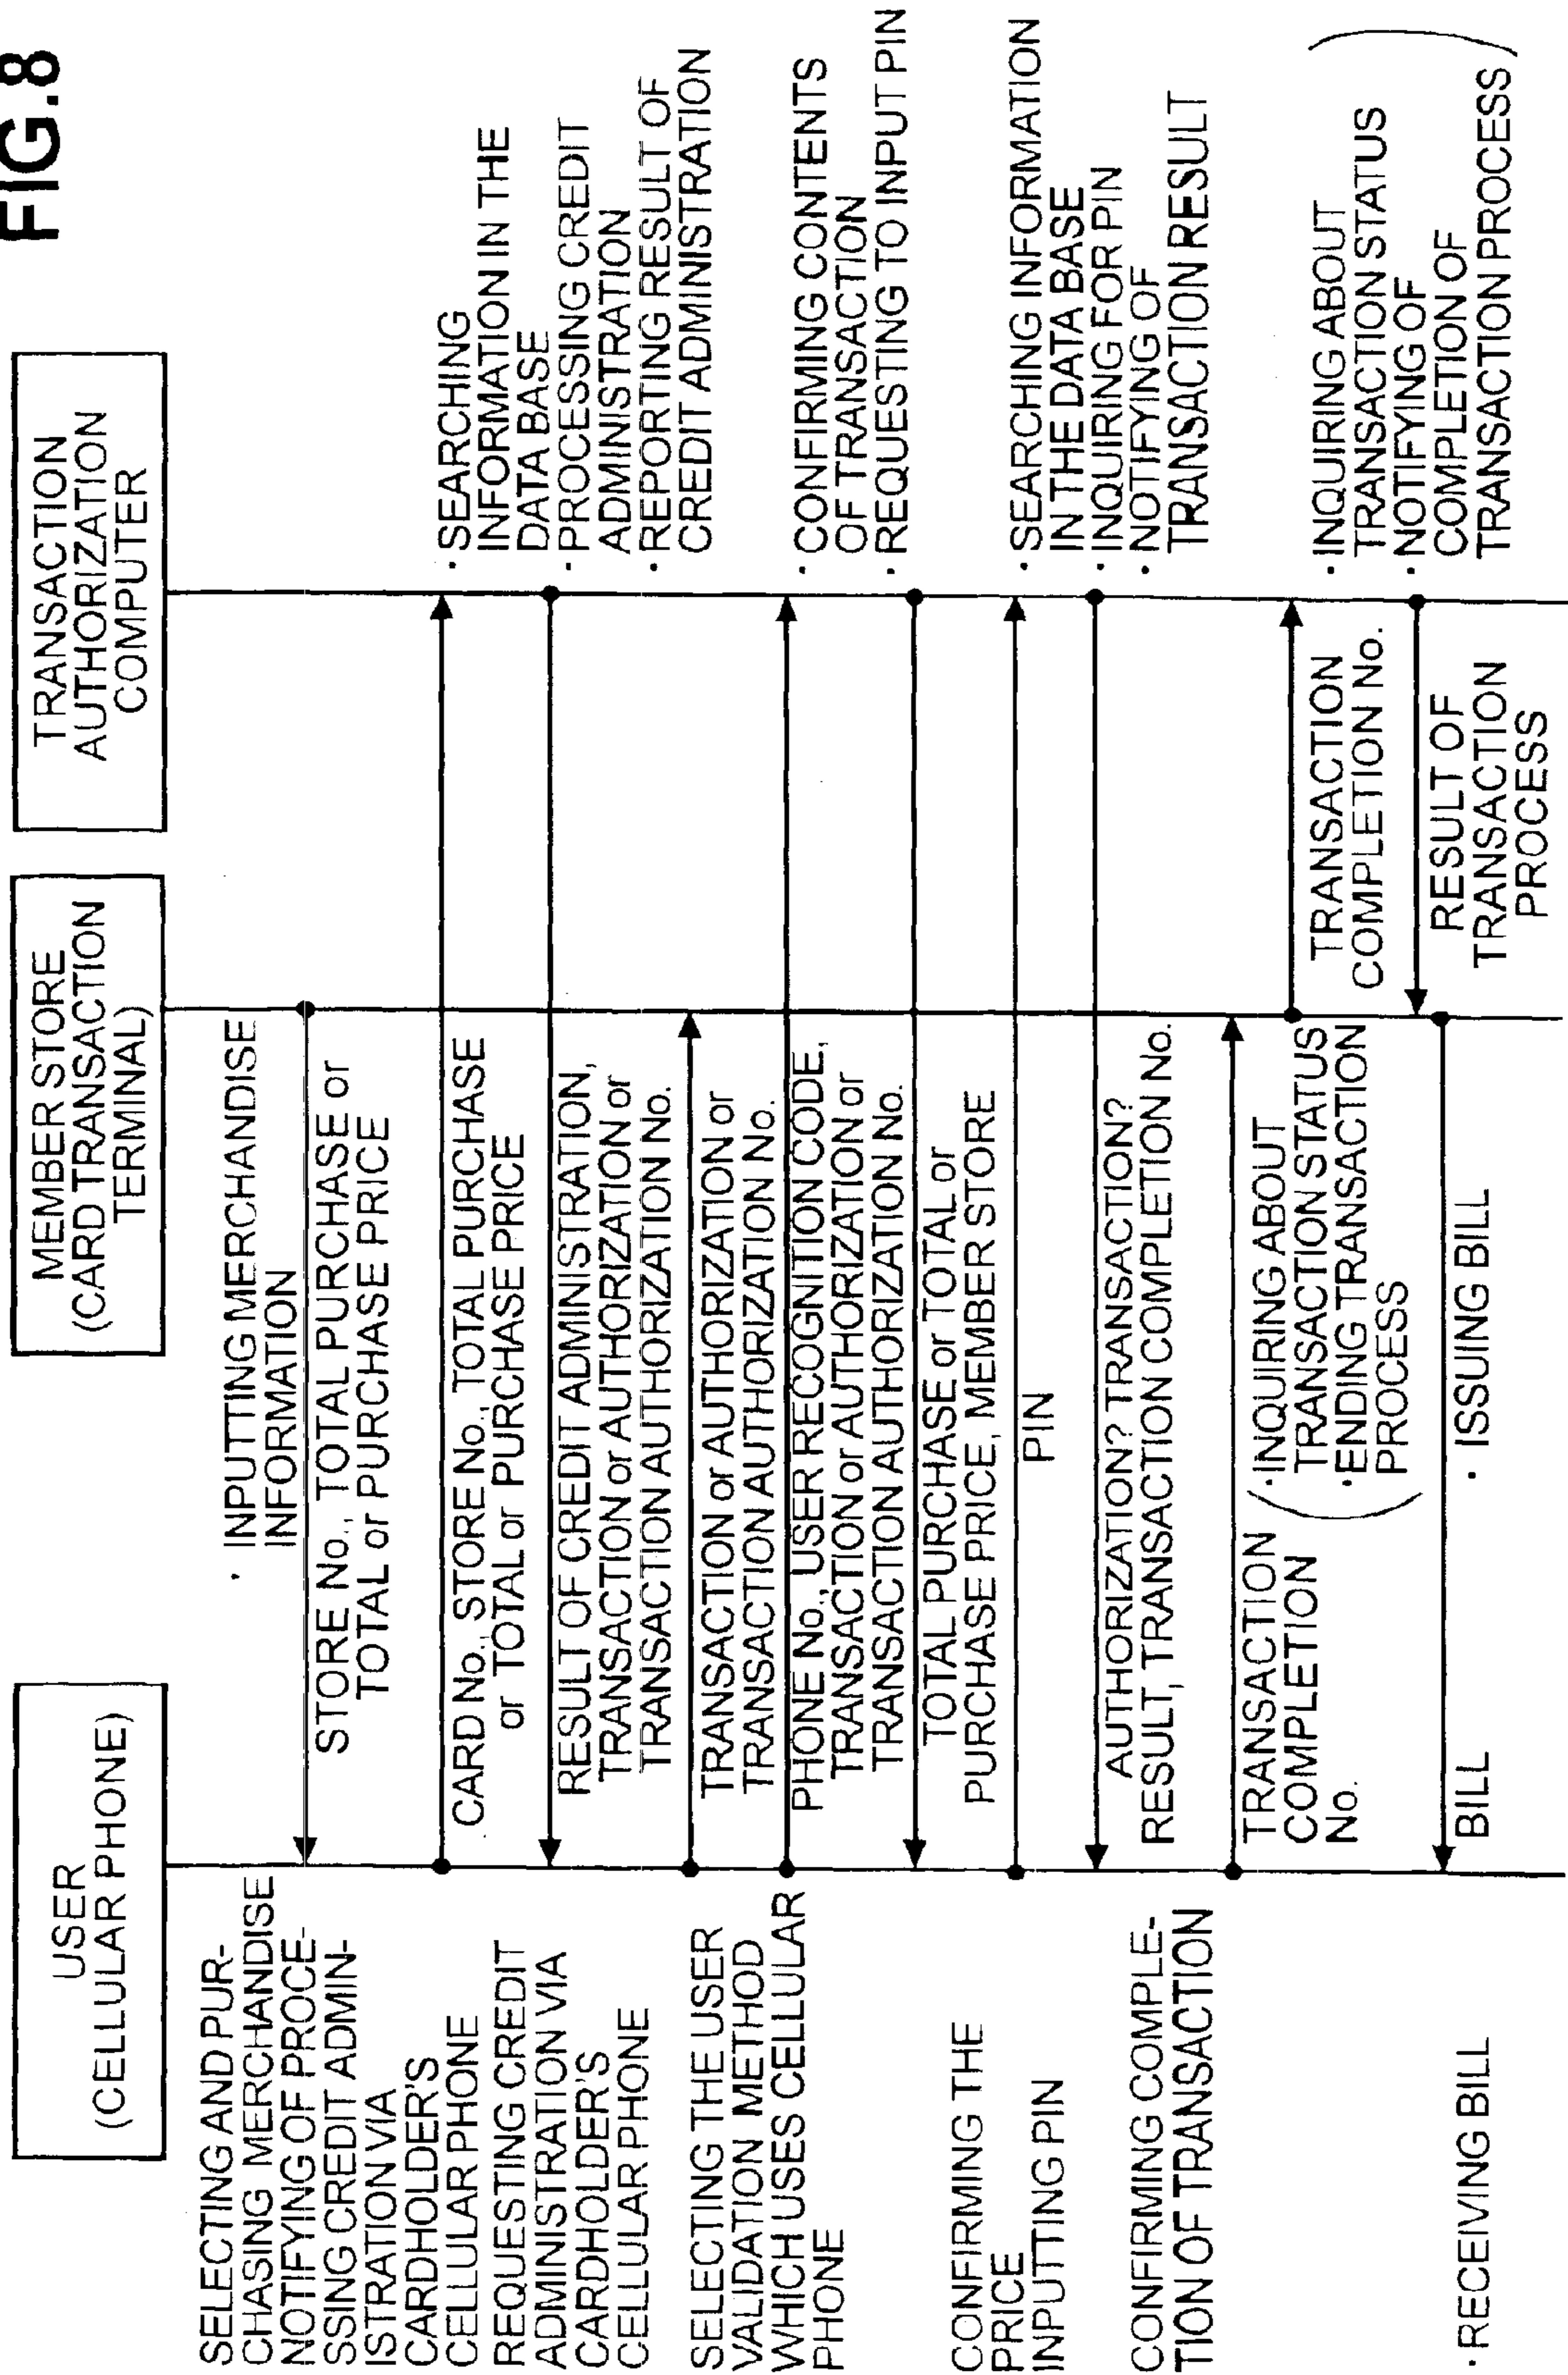 FIG.8
USER
(CELLULAR PHONE)
MEMBER STORE
(CARD TRANSACTION
TERMINAL)
TRANSACTION
AUTHORIZATION
COMPUTER
SELECTING AND PUR-
CHASING MERCHANDISE
NOTIFYING OF PROCE-
SSING CREDIT ADMIN-
ISTRATION VIA
CARDHOLDER'S
CELLULAR PHONE
REQUESTING CREDIT
ADMINISTRATION VIA
CARDHOLDER'S
CELLULAR PHONE
SELECTING THE USER
VALIDATION METHOD
WHICH USES CELLULAR
PHONE
CONFIRMING THE
PRICE
INPUTTING PIN
CONFIRMING COMPLE-
TION OF TRANSACTION
· RECEIVING BILL
· INPUTTING MERCHANDISE
INFORMATION
STORE No., TOTAL PURCHASE or
TOTAL or PURCHASE PRICE
CARD No., STORE No., TOTAL PURCHASE
or TOTAL or PURCHASE PRICE
RESULT OF CREDIT ADMINISTRATION,
TRANSACTION or AUTHORIZATION or
TRANSACTION AUTHORIZATION No.
TRANSACTION or AUTHORIZATION or
TRANSACTION AUTHORIZATION No.
PHONE No., USER RECOGNITION CODE,
TRANSACTION or AUTHORIZATION or
TRANSACTION AUTHORIZATION No.
TOTAL PURCHASE or TOTAL or
PURCHASE PRICE, MEMBER STORE
PIN
AUTHORIZATION? TRANSACTION?
RESULT, TRANSACTION COMPLETION No.
TRANSACTION
COMPLETION
No.
(· INQUIRING ABOUT
TRANSACTION STATUS
· ENDING TRANSACTION
PROCESS
BILL
· ISSUING BILL
TRANSACTION
COMPLETION No.
RESULT OF
TRANSACTION
PROCESS
· SEARCHING
INFORMATION IN THE
DATA BASE
· PROCESSING CREDIT
ADMINISTRATION
· REPORTING RESULT OF
CREDIT ADMINISTRATION
· CONFIRMING CONTENTS
OF TRANSACTION
· REQUESTING TO INPUT PIN
· SEARCHING INFORMATION
IN THE DATA BASE
· INQUIRING FOR PIN
· NOTIFYING OF
TRANSACTION RESULT
· INQUIRING ABOUT
TRANSACTION STATUS
· NOTIFYING OF
COMPLETION OF
TRANSACTION PROCESS)